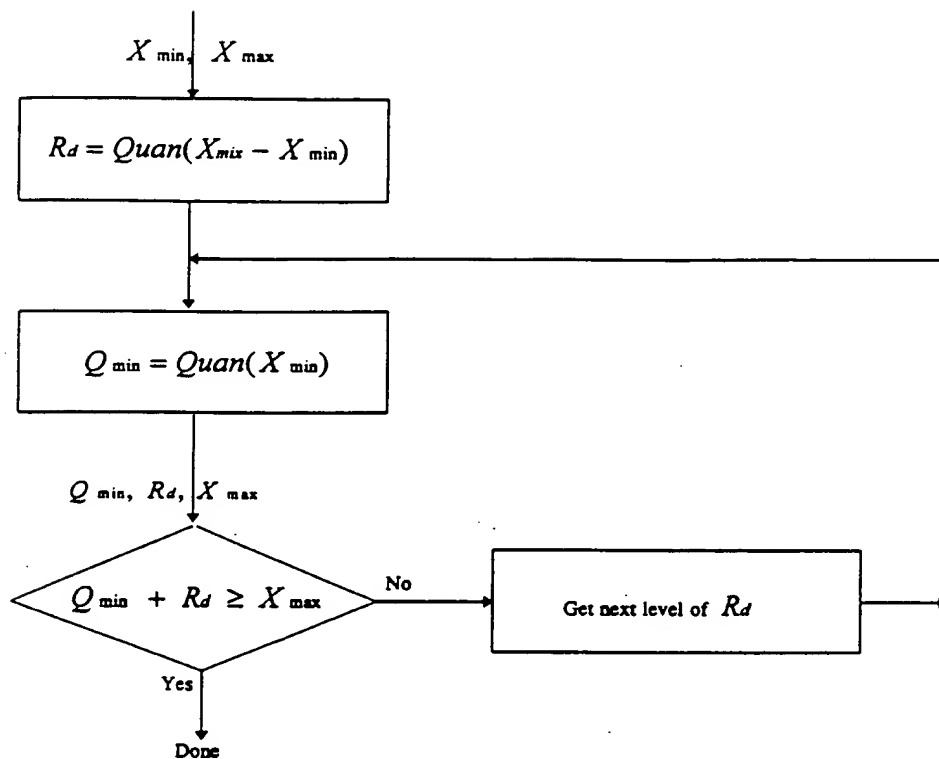 X min, X max
Rd = Quan(Xmix − X min)
Q min = Quan(X min)
Q min, Rd, X max
Q min + Rd ≥ X max
No
Get next level of Rd
Yes
Done